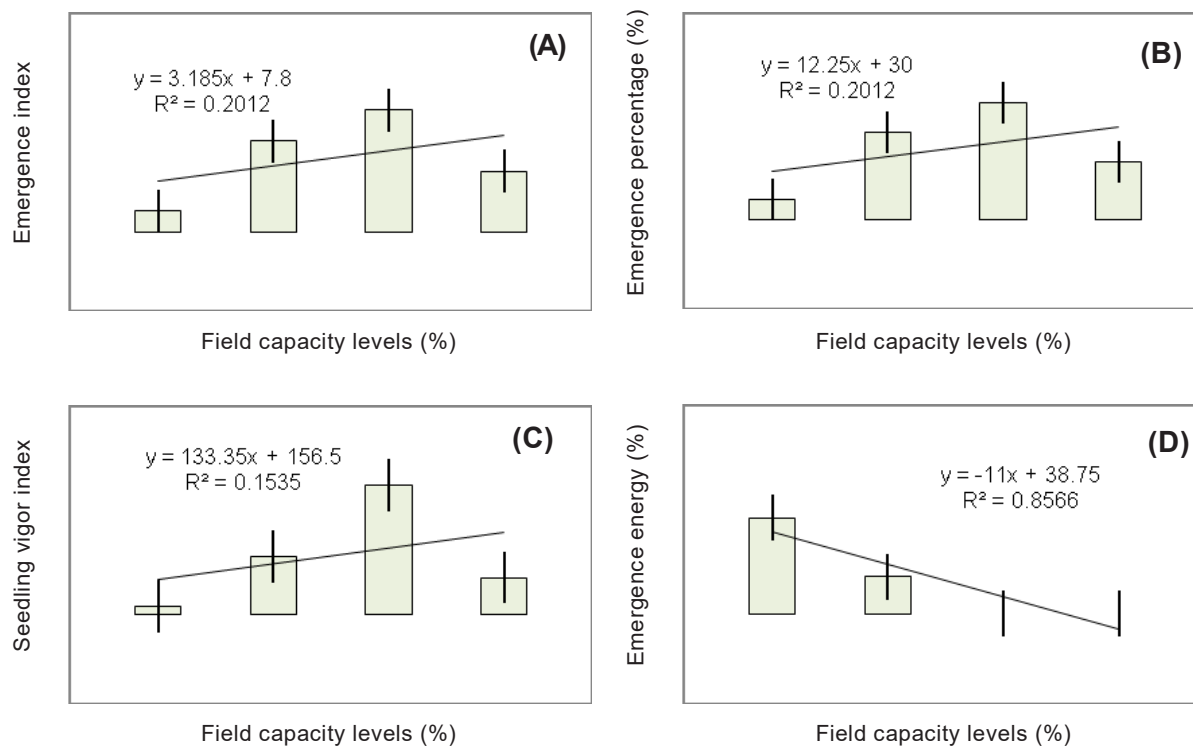 (A)
y = 3.185x + 7.8
R² = 0.2012
Emergence index
Field capacity levels (%)
(B)
y = 12.25x + 30
R² = 0.2012
Emergence percentage (%)
Field capacity levels (%)
(C)
y = 133.35x + 156.5
R² = 0.1535
Seedling vigor index
Field capacity levels (%)
(D)
y = -11x + 38.75
R² = 0.8566
Emergence energy (%)
Field capacity levels (%)